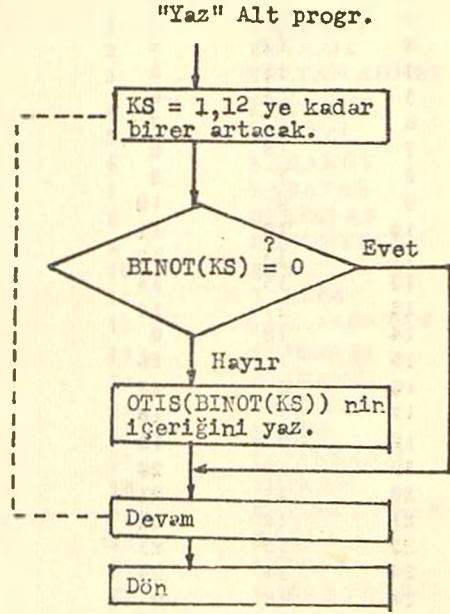 "Yaz" Alt progr.
KS = 1,12 ye kadar
birer artacak.
?
BINOT(KS) = 0
Evet
Hayır
OTIS(BINOT(KS)) nin
içeriğini yaz.
Devam
Dön